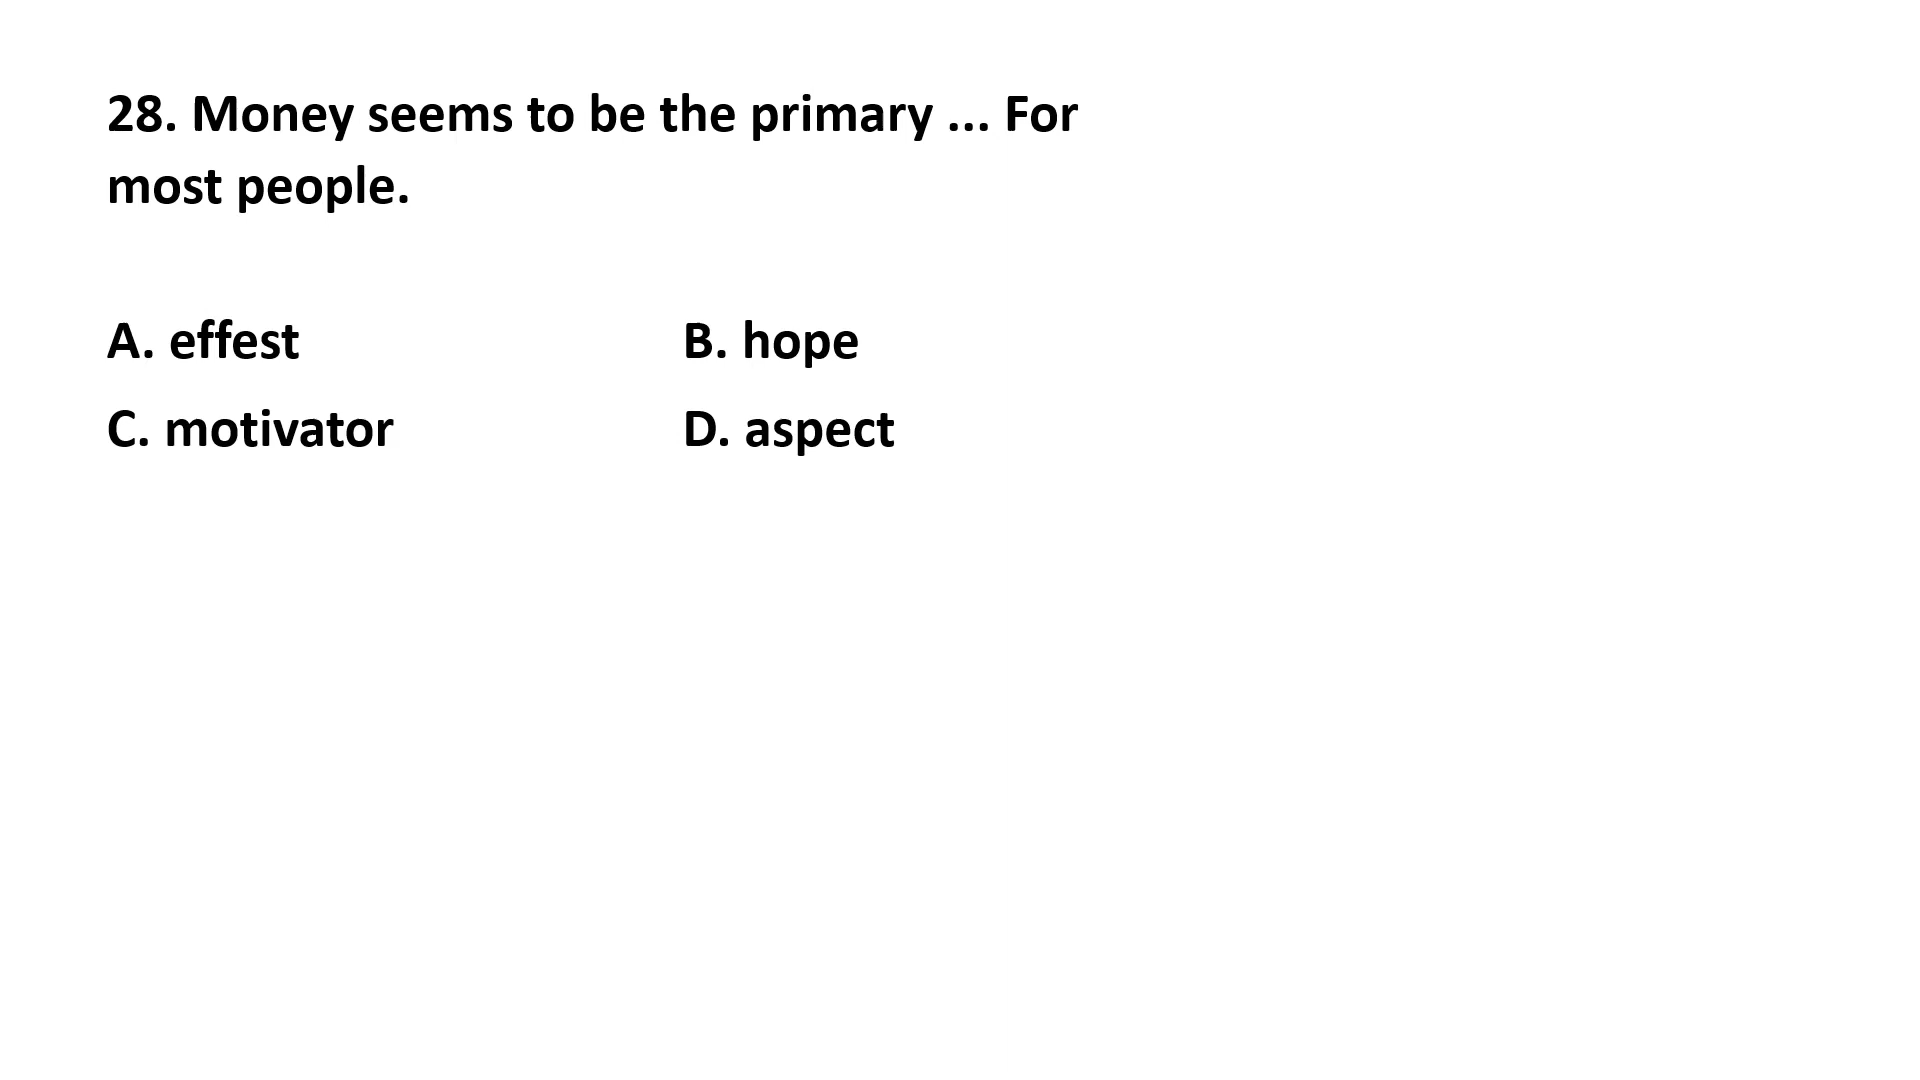 28. Money seems to be the primary ... For
most people.
A. effest B. hope
C. motivator D. aspect